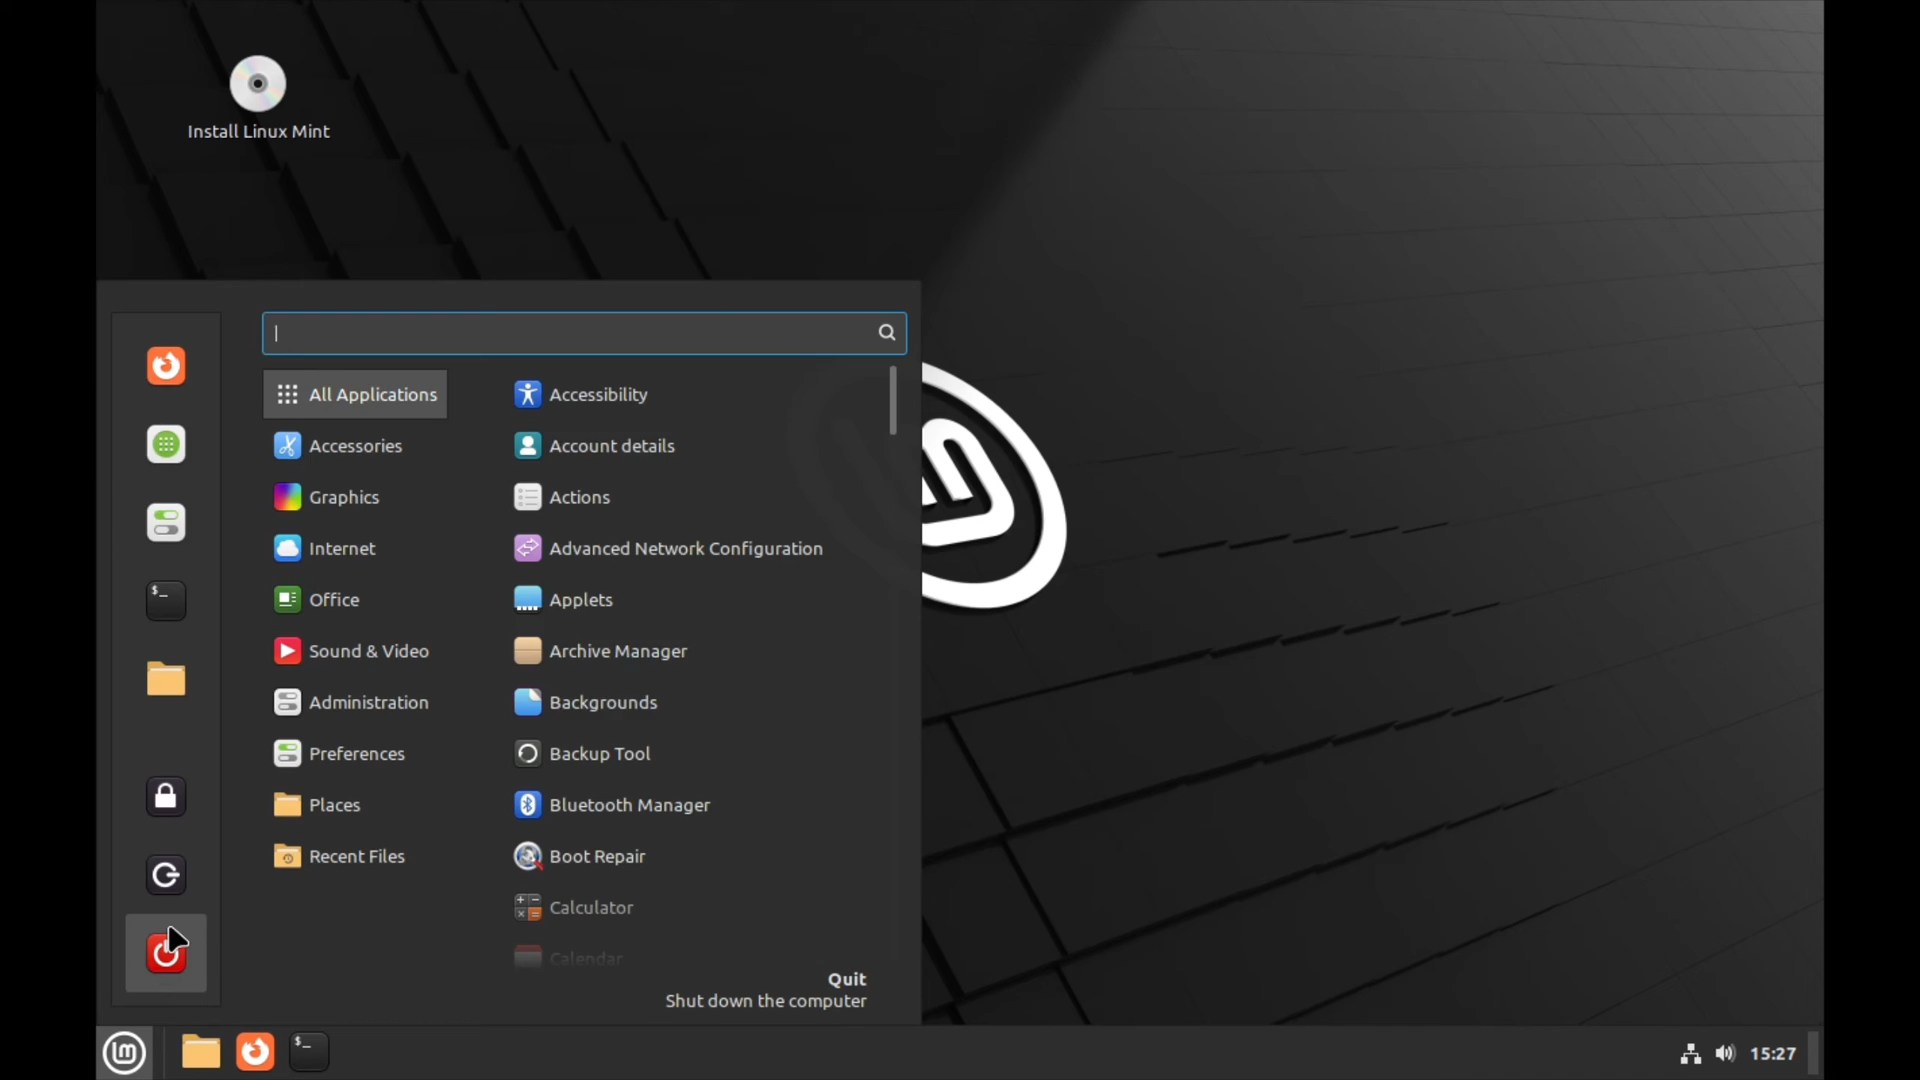 Install Linux Mint
All Applications
Accessories
Graphics
Internet
Office
Sound & Video
Administration
Preferences
Places
Recent Files
Accessibility
Account details
Actions
Advanced Network Configuration
Applets
Archive Manager
Backgrounds
Backup Tool
Bluetooth Manager
Boot Repair
Calculator
Calendar
Quit
Shut down the computer
15:27